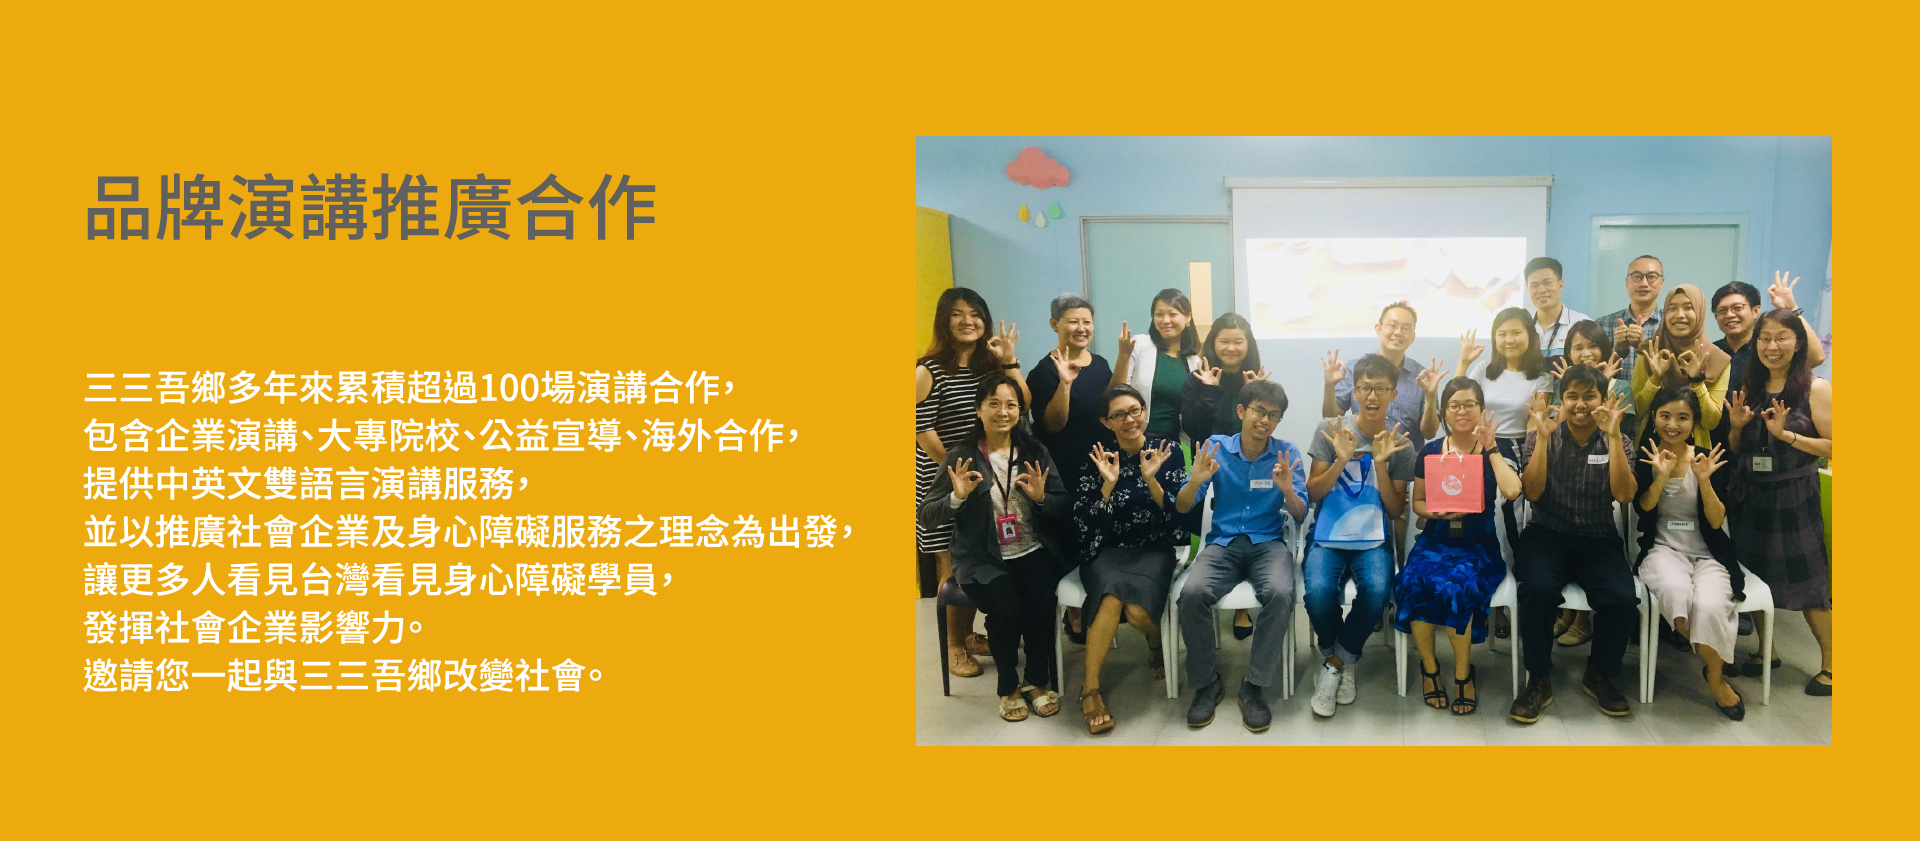 品牌演講推廣合作
三三吾鄉多年來累積超過100場演講合作，
包含企業演講、大專院校、公益宣導、海外合作，
提供中英文雙語言演講服務，
並以推廣社會企業及身心障礙服務之理念為出發，
讓更多人看見台灣看見身心障礙學員，
發揮社會企業影響力。
邀請您一起與三三吾鄉改變社會。